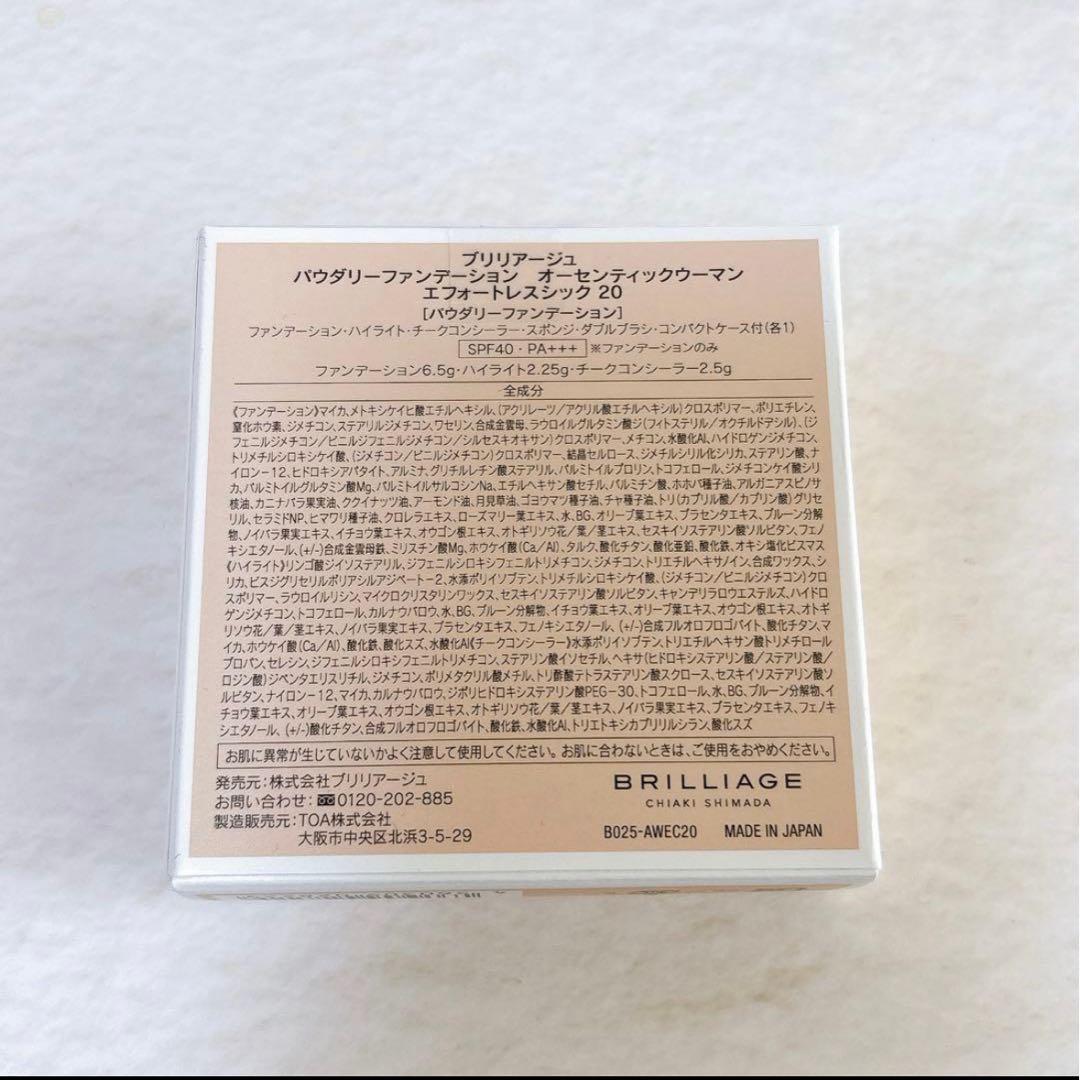 ブリリアージュ
パウダリーファンデーション　オーセンティックウーマン
エフォートレスシック 20
[パウダリーファンデーション]
ファンデーション・ハイライト・チークコンシーラー・スポンジ・ダブルブラシ・コンパクトケース付(各1)
SPF40・PA+++ ※ファンデーションのみ
ファンデーション6.5g・ハイライト2.25g・チークコンシーラー2.5g
全成分
《ファンデーション》マイカ、メトキシケイヒ酸エチルヘキシル、(アクリレーツ／アクリル酸エチルヘキシル)クロスポリマー、ポリエチレン、
窒化ホウ素、ジメチコン、ステアリルジメチコン、ワセリン、合成金雲母、ラウロイルグルタミン酸ジ(フィトステリル／オクチルドデシル)、(ジ
フェニルジメチコン／ビニルジフェニルジメチコン／シルセスキオキサン)クロスポリマー、メチコン、水酸化Al、ハイドロゲンジメチコン、
トリメチルシロキシケイ酸、(ジメチコン／ビニルジメチコン)クロスポリマー、結晶セルロース、ジメチルシリル化シリカ、ステアリン酸、ナ
イロン－12、ヒドロキシアパタイト、アルミナ、グリチルレチン酸ステアリル、パルミトイルプロリン、トコフェロール、ジメチコンケイ酸シリ
カ、パルミトイルグルタミン酸Mg、パルミトイルサルコシンNa、エチルヘキサン酸セチル、パルミチン酸、ホホバ種子油、アルガニアスピノサ
核油、カニナバラ果実油、ククイナッツ油、アーモンド油、月見草油、ゴヨウマツ種子油、チャ種子油、トリ(カプリル酸／カプリン酸)グリセ
リル、セラミドNP、ヒマワリ種子油、クロレラエキス、ローズマリー葉エキス、水、BG、オリーブ葉エキス、プラセンタエキス、プルーン分解
物、ノイバラ果実エキス、イチョウ葉エキス、オウゴン根エキス、オトギリソウ花／葉／茎エキス、セスキイソステアリン酸ソルビタン、フェノ
キシエタノール、(+/-)合成金雲母鉄、ミリスチン酸Mg、ホウケイ酸(Ca／Al)、タルク、酸化チタン、酸化亜鉛、酸化鉄、オキシ塩化ビスマス
《ハイライト》リンゴ酸ジイソステアリル、ジフェニルシロキシフェニルトリメチコン、ジメチコン、トリエチルヘキサノイン、合成ワックス、シ
リカ、ビスジグリセリルポリアシルアジペート－2、水添ポリイソブテン、トリメチルシロキシケイ酸、(ジメチコン／ビニルジメチコン)クロ
スポリマー、ラウロイルリシン、マイクロクリスタリンワックス、セスキイソステアリン酸ソルビタン、キャンデリラロウエステルズ、ハイドロ
ゲンジメチコン、トコフェロール、カルナウバロウ、水、BG、プルーン分解物、イチョウ葉エキス、オリーブ葉エキス、オウゴン根エキス、オトギ
リソウ花／葉／茎エキス、ノイバラ果実エキス、プラセンタエキス、フェノキシエタノール、(+/-)合成フルオロフロゴパイト、酸化チタン、マ
イカ、ホウケイ酸(Ca／Al)、酸化鉄、酸化スズ、水酸化Al《チークコンシーラー》水添ポリイソブテン、トリエチルヘキサン酸トリメチロール
プロパン、セレシン、ジフェニルシロキシフェニルトリメチコン、ステアリン酸イソセチル、ヘキサ(ヒドロキシステアリン酸／ステアリン酸／
ロジン酸)ジペンタエリスリチル、ジメチコン、ポリメタクリル酸メチル、トリ酢酸テトラステアリン酸スクロース、セスキイソステアリン酸ソ
ルビタン、ナイロン－12、マイカ、カルナウバロウ、ジポリヒドロキシステアリン酸PEG－30、トコフェロール、水、BG、プルーン分解物、イ
チョウ葉エキス、オリーブ葉エキス、オウゴン根エキス、オトギリソウ花／葉／茎エキス、ノイバラ果実エキス、プラセンタエキス、フェノキ
シエタノール、(+/-)酸化チタン、合成フルオロフロゴパイト、酸化鉄、水酸化Al、トリエトキシカプリリルシラン、酸化スズ
お肌に異常が生じていないかよく注意して使用してください。お肌に合わないときは、ご使用をおやめください。
発売元：株式会社ブリリアージュ
お問い合わせ：0120-202-885
製造販売元：TOA株式会社
大阪市中央区北浜3-5-29
BRILLIAGE
CHIAKI SHIMADA
B025-AWEC20 MADE IN JAPAN